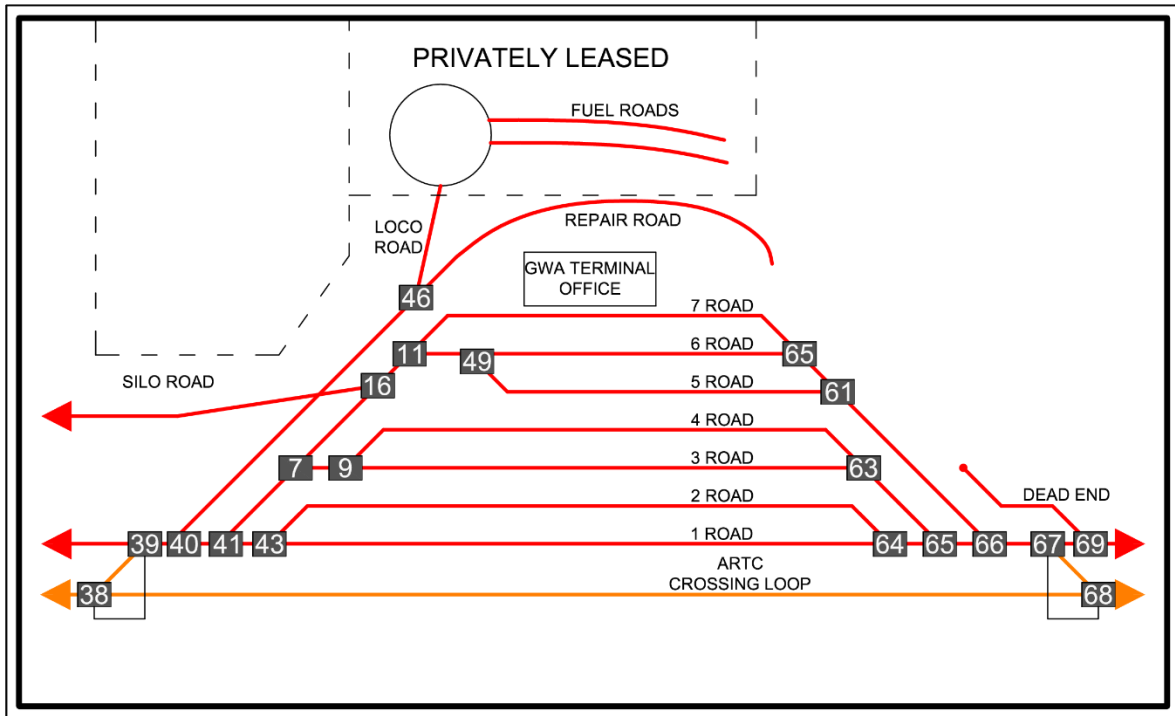 PRIVATELY LEASED
FUEL ROADS
LOCO
ROAD
REPAIR ROAD
GWA TERMINAL
OFFICE
46
7 ROAD
11
6 ROAD
65
49
SILO ROAD
16
5 ROAD
61
4 ROAD
7
9
3 ROAD
63
2 ROAD
DEAD END
39
40
41
43
1 ROAD
64
65
66
67
69
ARTC
CROSSING LOOP
38
68